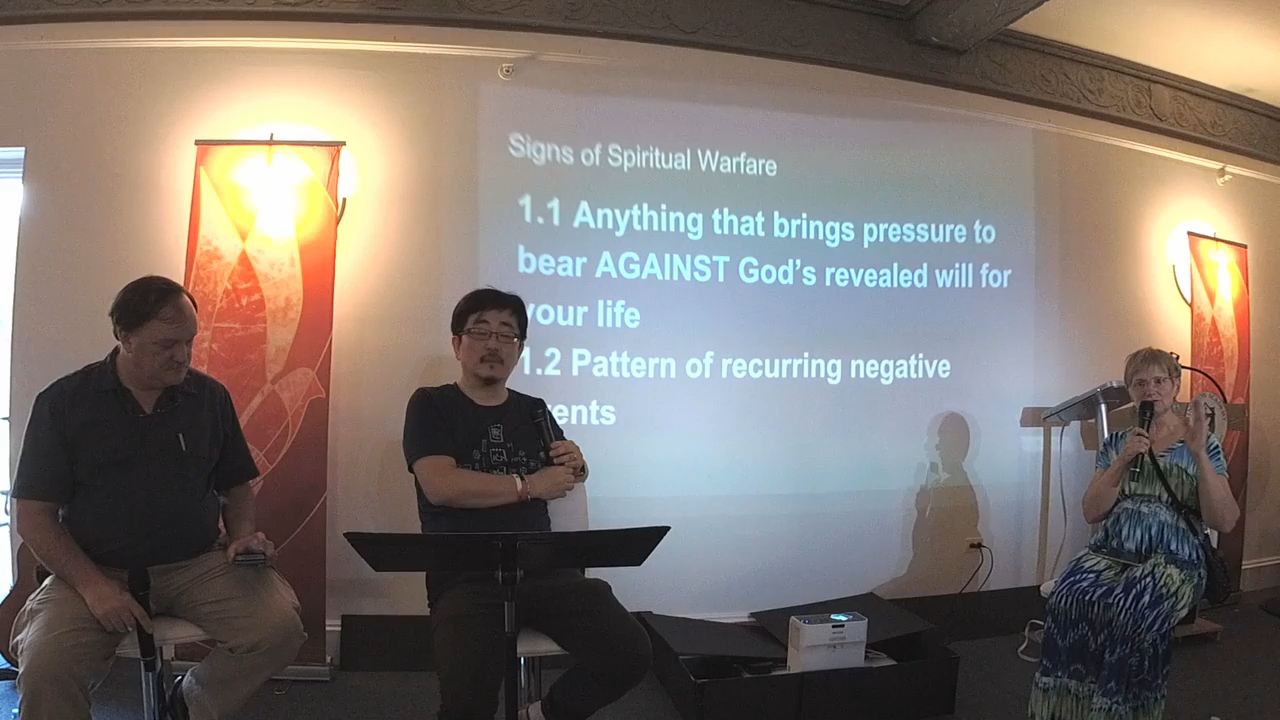 Signs of Spiritual Warfare
1.1 Anything that brings pressure to
bear AGAINST God's revealed will for
your life
1.2 Pattern of recurring negative